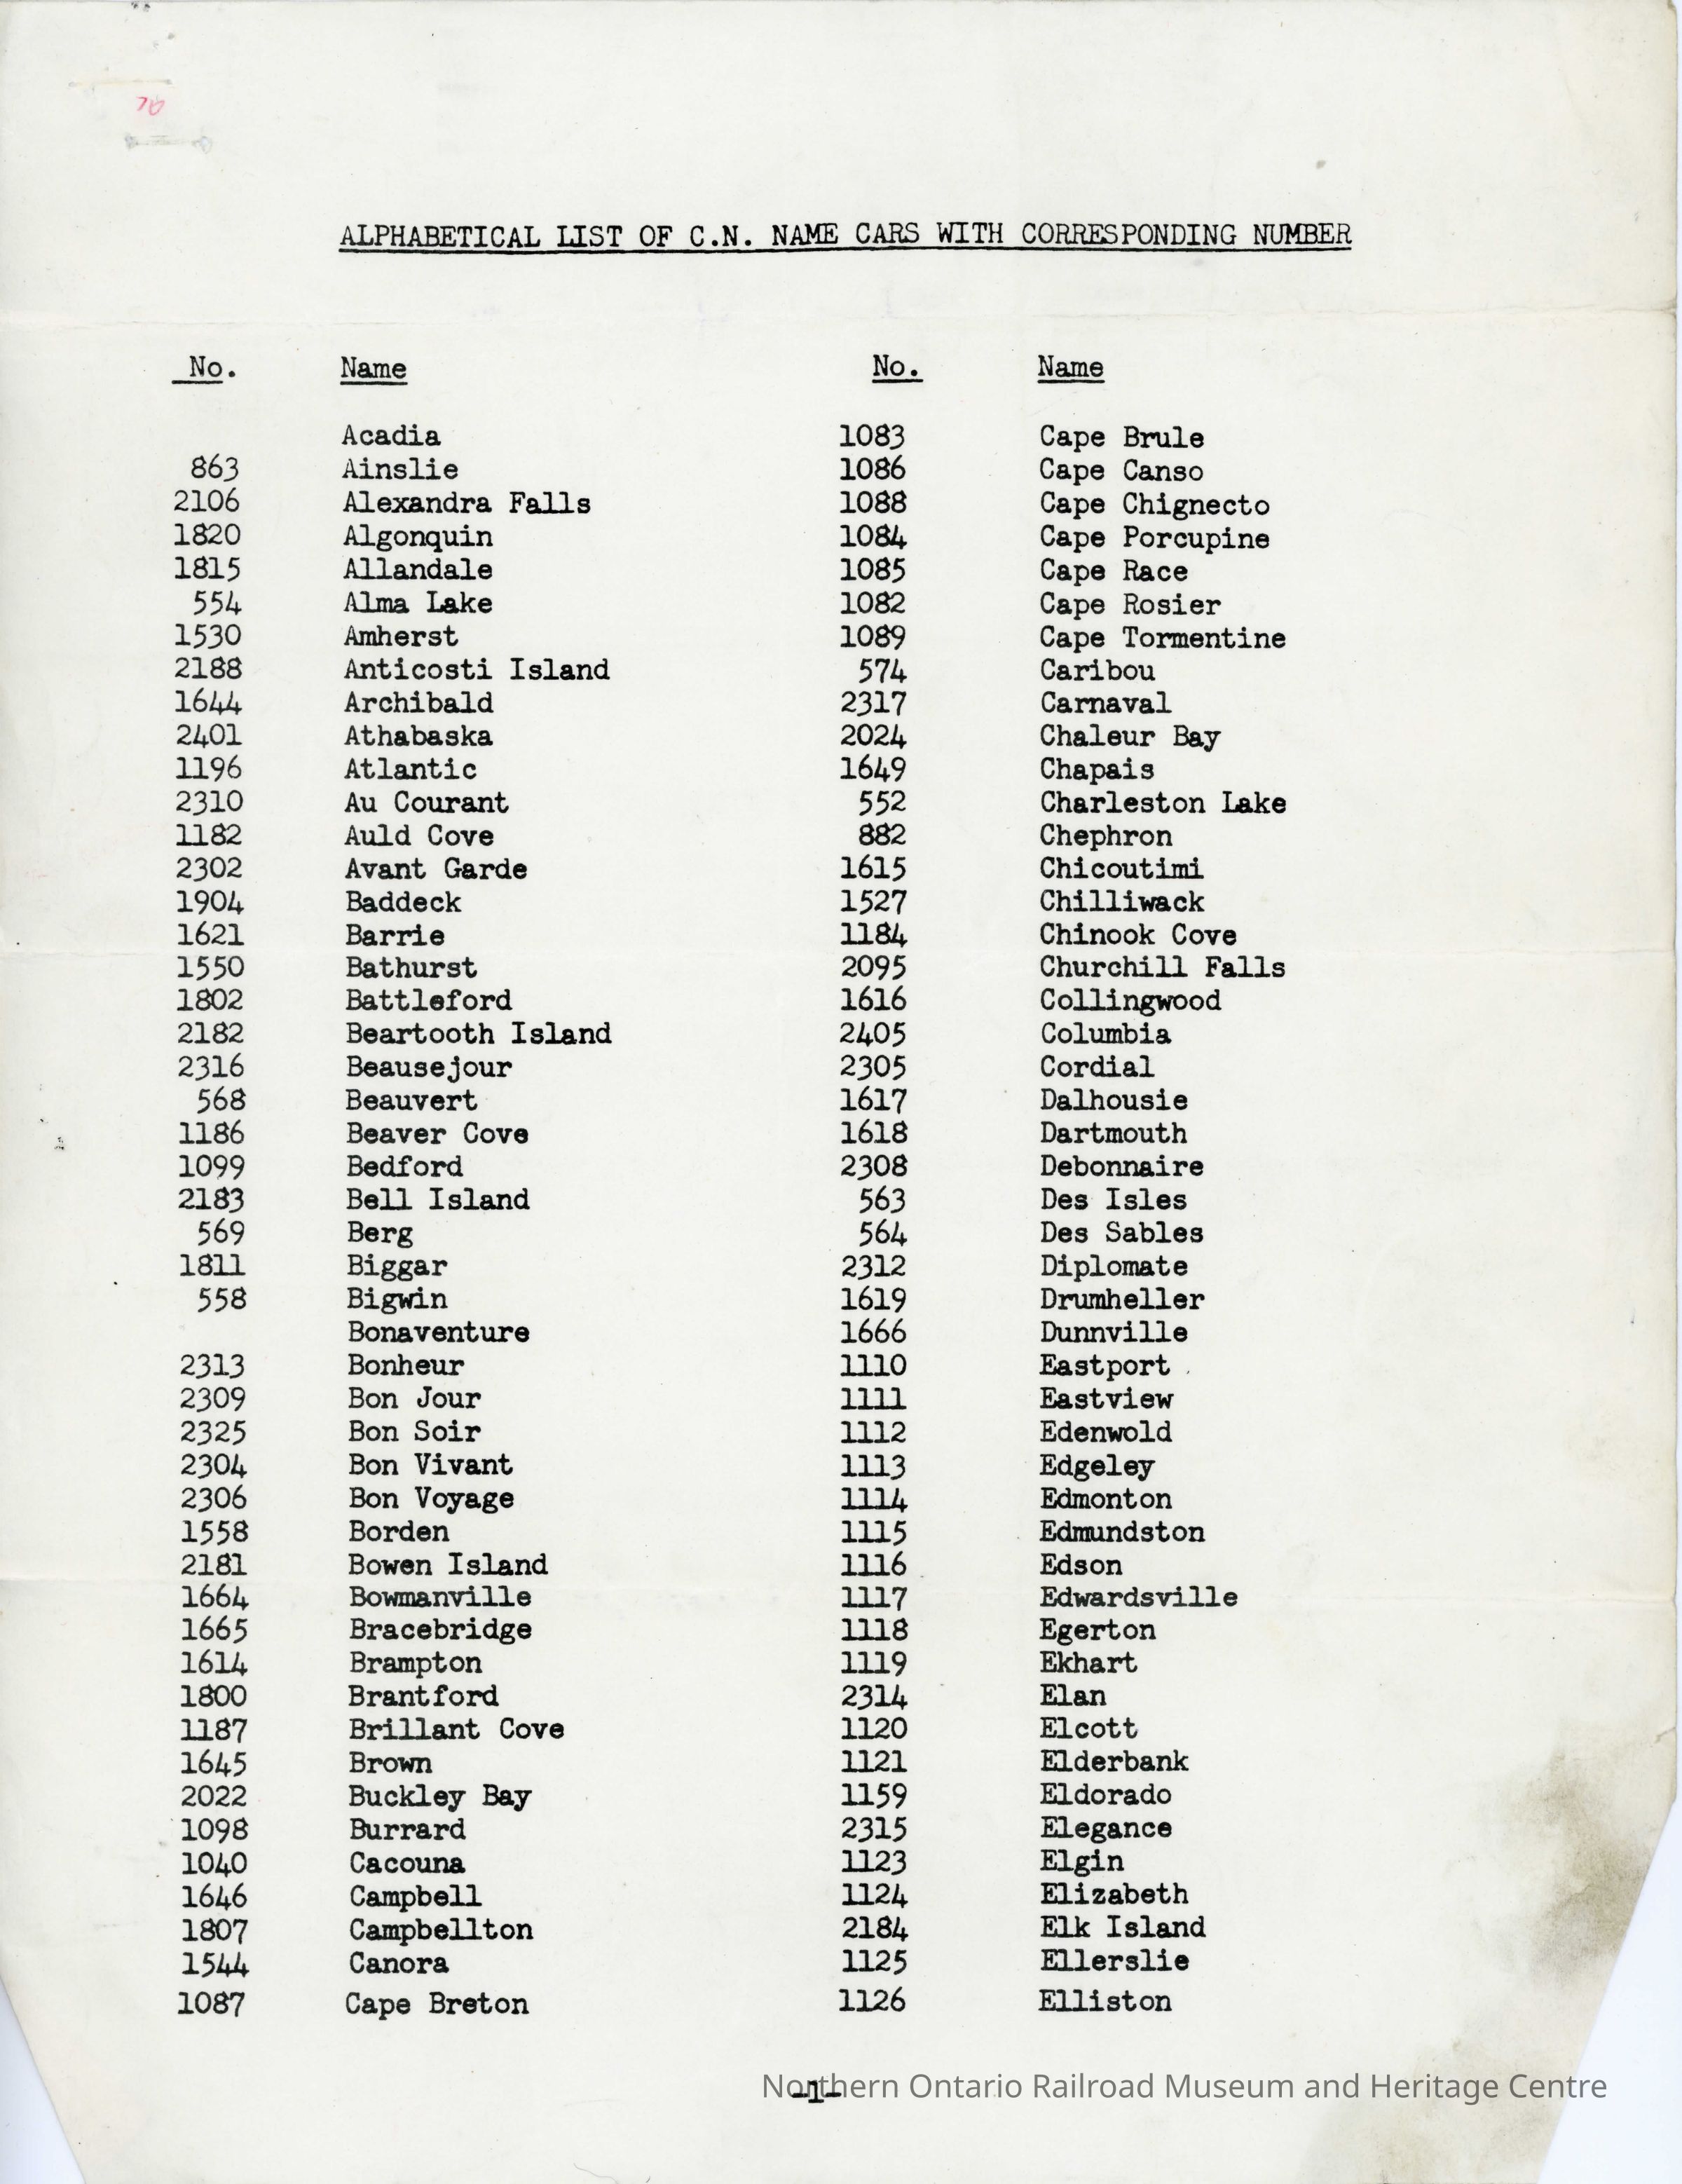 70
ALPHABETICAL LIST OF C.N. NAME CARS WITH CORRESPONDING NUMBER
No. Name No. Name
Acadia 1083 Cape Brule
863 Ainslie 1086 Cape Canso
2106 Alexandra Falls 1088 Cape Chignecto
1820 Algonquin 1084 Cape Porcupine
1815 Allandale 1085 Cape Race
554 Alma Lake 1082 Cape Rosier
1530 Amherst 1089 Cape Tormentine
2188 Anticosti Island 574 Caribou
1644 Archibald 2317 Carnaval
2401 Athabaska 2024 Chaleur Bay
1196 Atlantic 1649 Chapais
2310 Au Courant 552 Charleston Lake
1182 Auld Cove 882 Chephron
2302 Avant Garde 1615 Chicoutimi
1904 Baddeck 1527 Chilliwack
1621 Barrie 1184 Chinook Cove
1550 Bathurst 2095 Churchill Falls
1802 Battleford 1616 Collingwood
2182 Beartooth Island 2405 Columbia
2316 Beausejour 2305 Cordial
568 Beauvert 1617 Dalhousie
1186 Beaver Cove 1618 Dartmouth
1099 Bedford 2308 Debonnaire
2183 Bell Island 563 Des Isles
569 Berg 564 Des Sables
1811 Biggar 2312 Diplomate
558 Bigwin 1619 Drumheller
Bonaventure 1666 Dunnville
2313 Bonheur 1110 Eastport
2309 Bon Jour 1111 Eastview
2325 Bon Soir 1112 Edenwold
2304 Bon Vivant 1113 Edgeley
2306 Bon Voyage 1114 Edmonton
1558 Borden 1115 Edmundston
2181 Bowen Island 1116 Edson
1664 Bowmanville 1117 Edwardsville
1665 Bracebridge 1118 Egerton
1614 Brampton 1119 Ekhart
1800 Brantford 2314 Elan
1187 Brillant Cove 1120 Elcott
1645 Brown 1121 Elderbank
2022 Buckley Bay 1159 Eldorado
1098 Burrard 2315 Elegance
1040 Cacouna 1123 Elgin
1646 Campbell 1124 Elizabeth
1807 Campbellton 2184 Elk Island
1544 Canora 1125 Ellerslie
1087 Cape Breton 1126 Elliston
-1-
Northern Ontario Railroad Museum and Heritage Centre